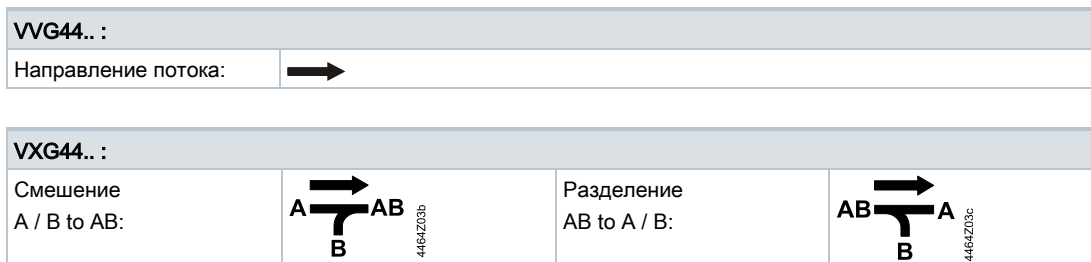 VVG44.. :
Направление потока:
VXG44.. :
Смешение
A / B to AB:
A AB
B
4464Z03b
Разделение
AB to A / B:
AB A
B
4464Z03c